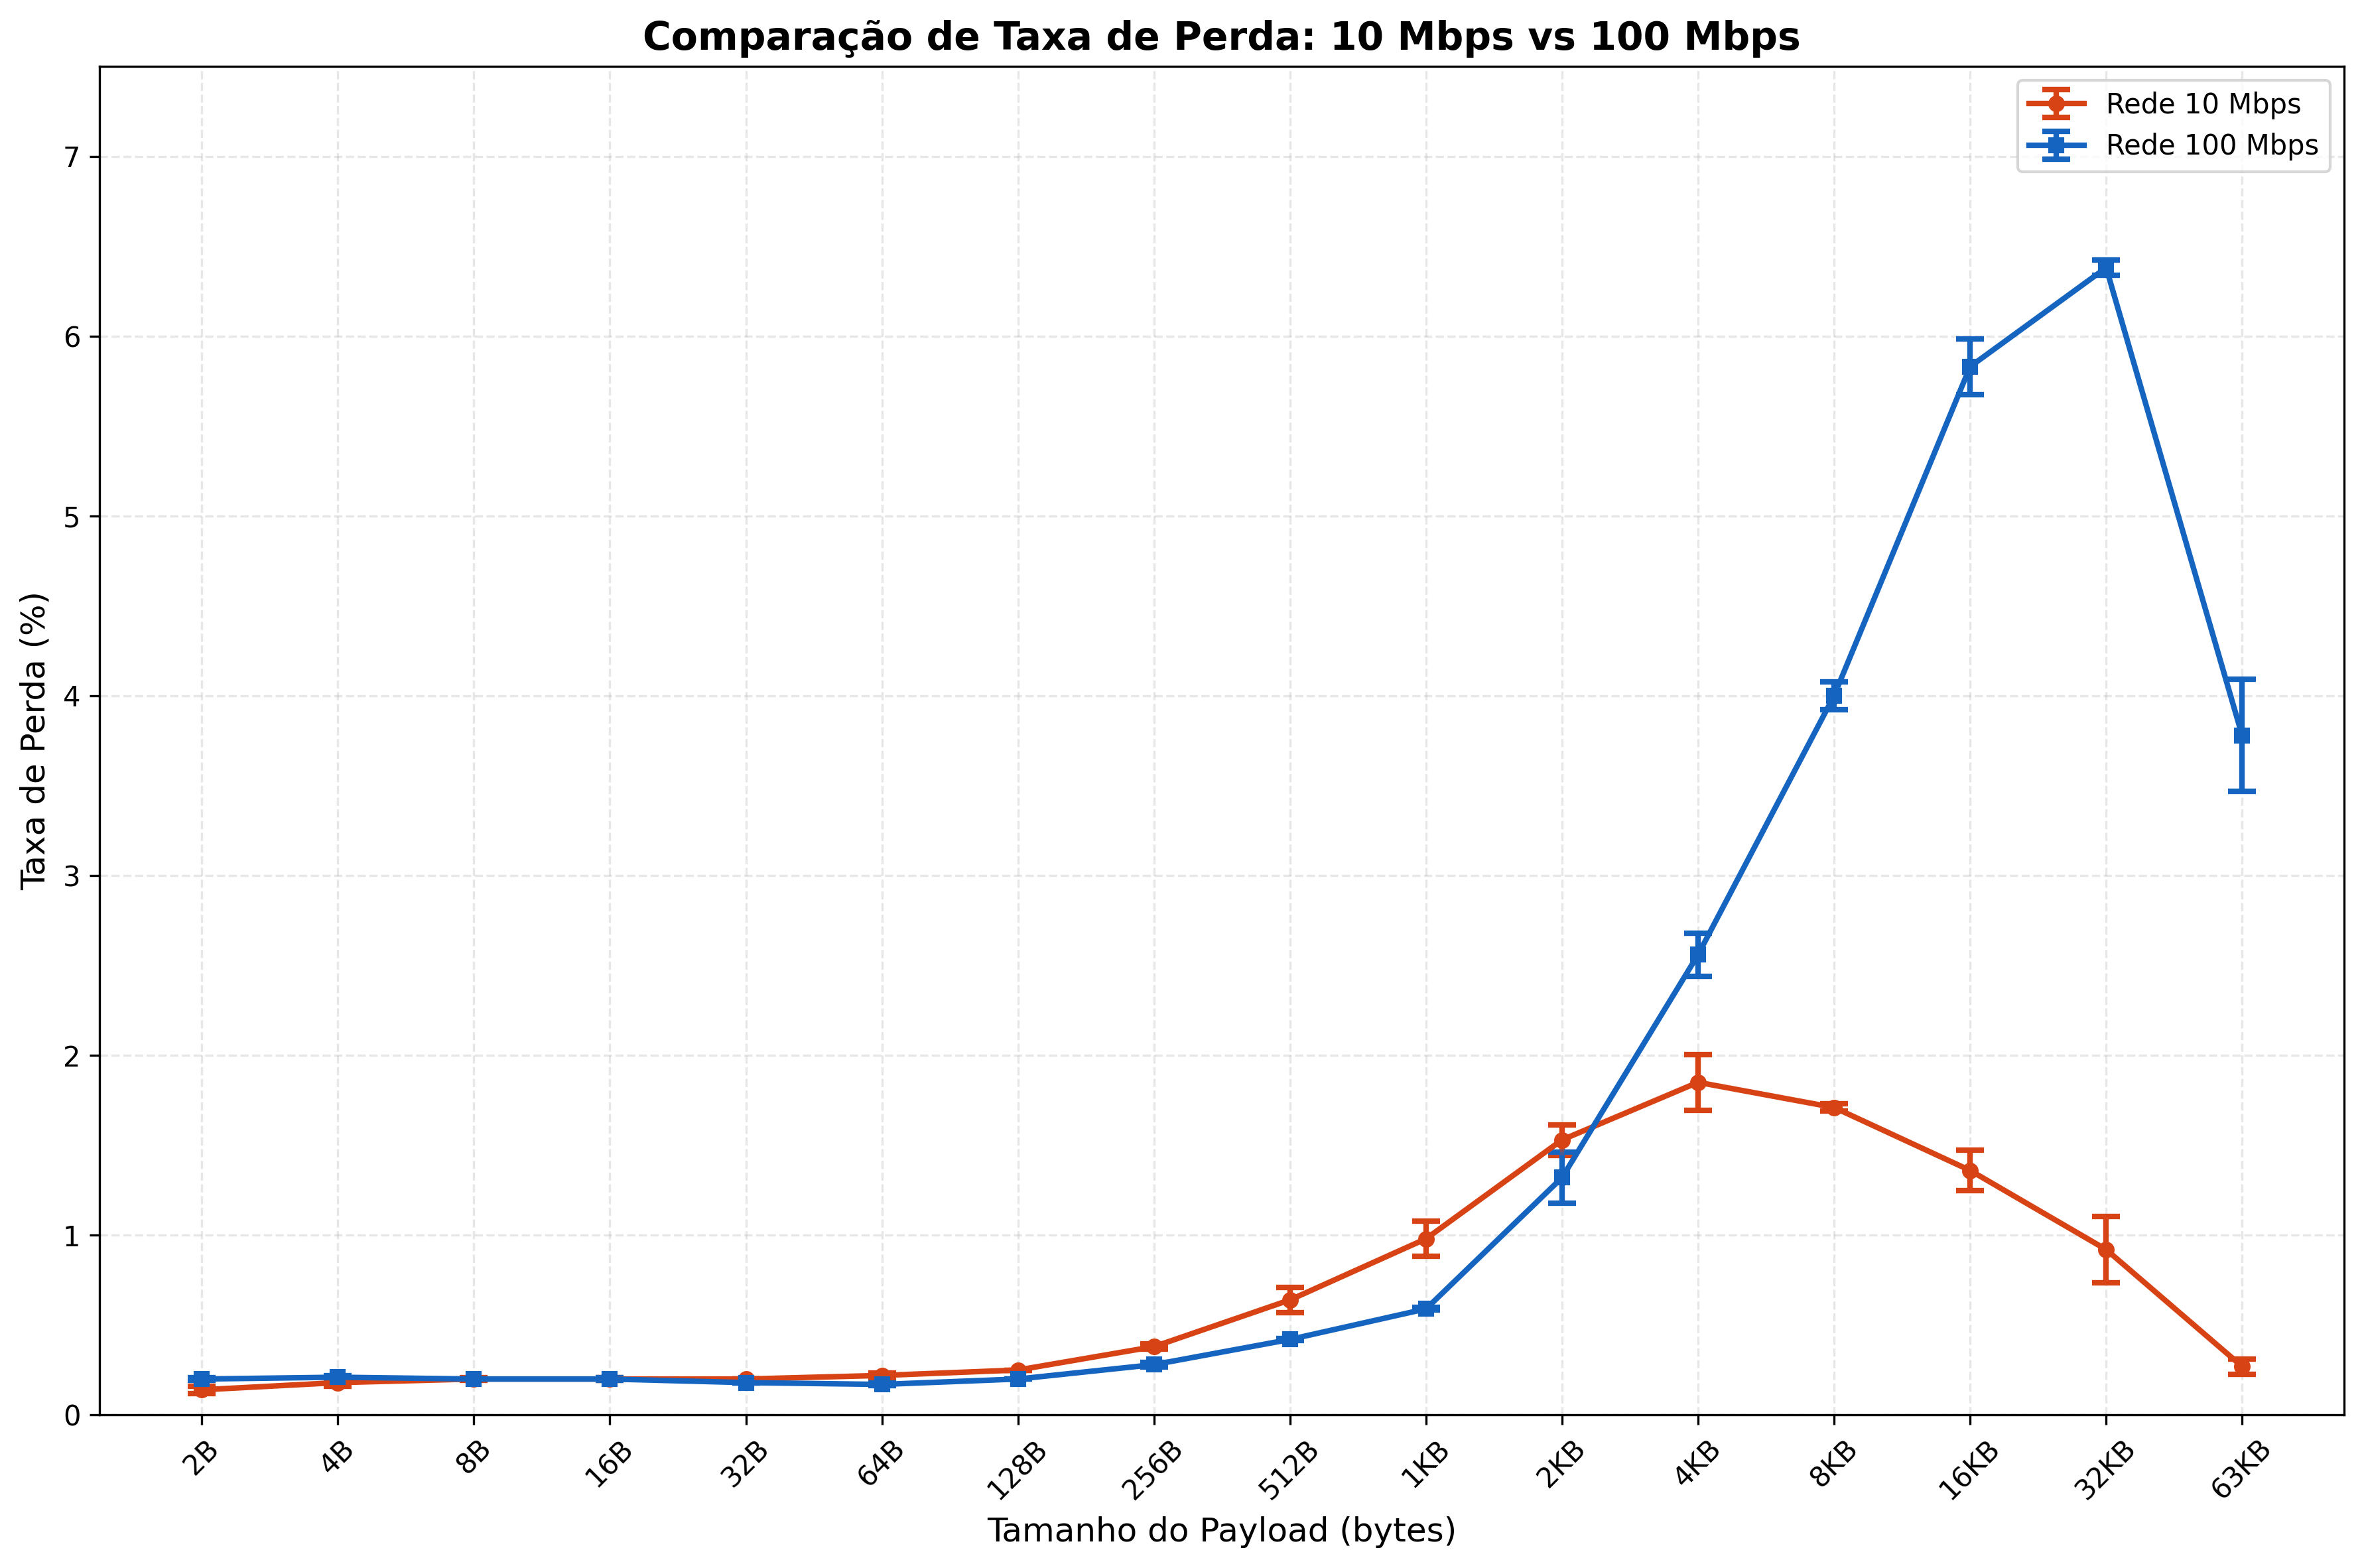 Comparação de Taxa de Perda: 10 Mbps vs 100 Mbps
Rede 10 Mbps
Rede 100 Mbps
Taxa de Perda (%)
7
6
5
4
3
2
1
0
2B
4B
8B
16B
32B
64B
128B
256B
512B
1KB
2KB
4KB
8KB
16KB
32KB
63KB
Tamanho do Payload (bytes)